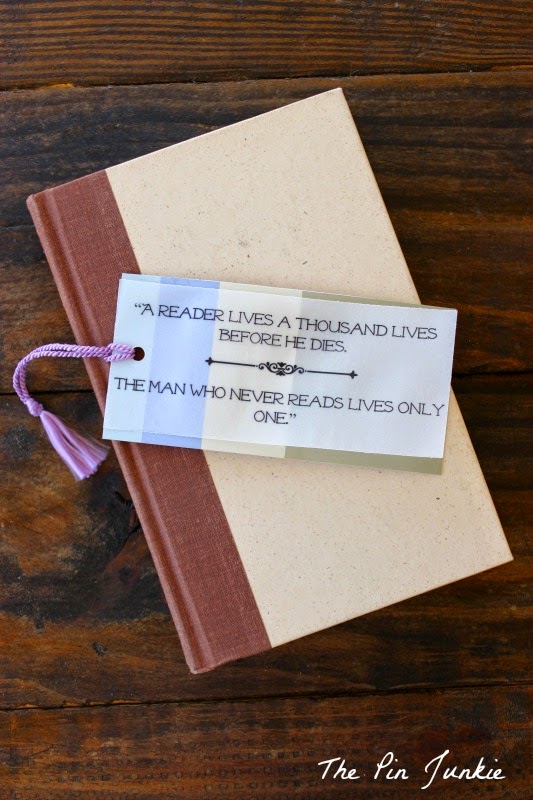 "A READER LIVES A THOUSAND LIVES
BEFORE HE DIES.
THE MAN WHO NEVER READS LIVES ONLY
ONE."
The Pin Junkie